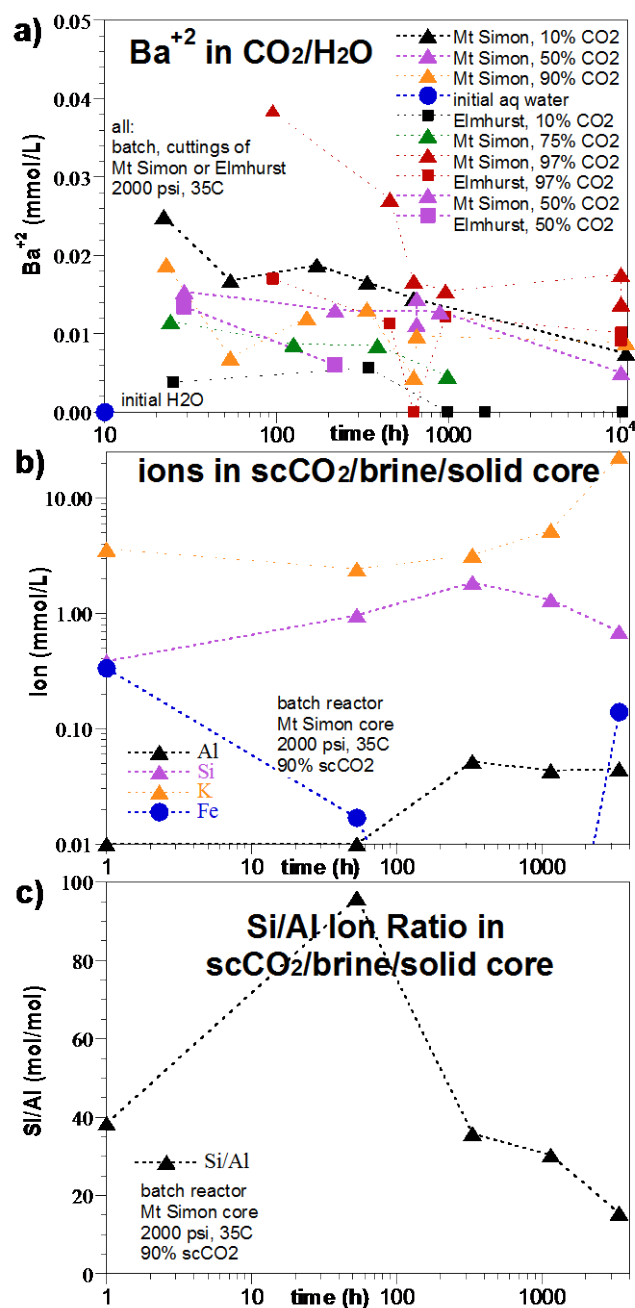 a)
Ba+2 in CO2/H2O
all:
batch, cuttings of
Mt Simon or Elmhurst
2000 psi, 35C
Mt Simon, 10% CO2
Mt Simon, 50% CO2
Mt Simon, 90% CO2
initial aq water
Elmhurst, 10% CO2
Mt Simon, 75% CO2
Mt Simon, 97% CO2
Elmhurst, 97% CO2
Mt Simon, 50% CO2
Elmhurst, 50% CO2
Ba+2 (mmol/L)
0.05
0.04
0.03
0.02
0.01
0.00
initial H2O
10 100 1000 10^4
time (h)
b)
ions in scCO2/brine/solid core
Ion (mmol/L)
10.00
1.00
0.10
0.01
batch reactor
Mt Simon core
2000 psi, 35C
90% scCO2
Al
Si
K
Fe
1 10 100 1000
time (h)
c)
Si/Al Ion Ratio in
scCO2/brine/solid core
Si/Al (mol/mol)
100
80
60
40
20
0
Si/Al
batch reactor
Mt Simon core
2000 psi, 35C
90% scCO2
1 10 100 1000
time (h)